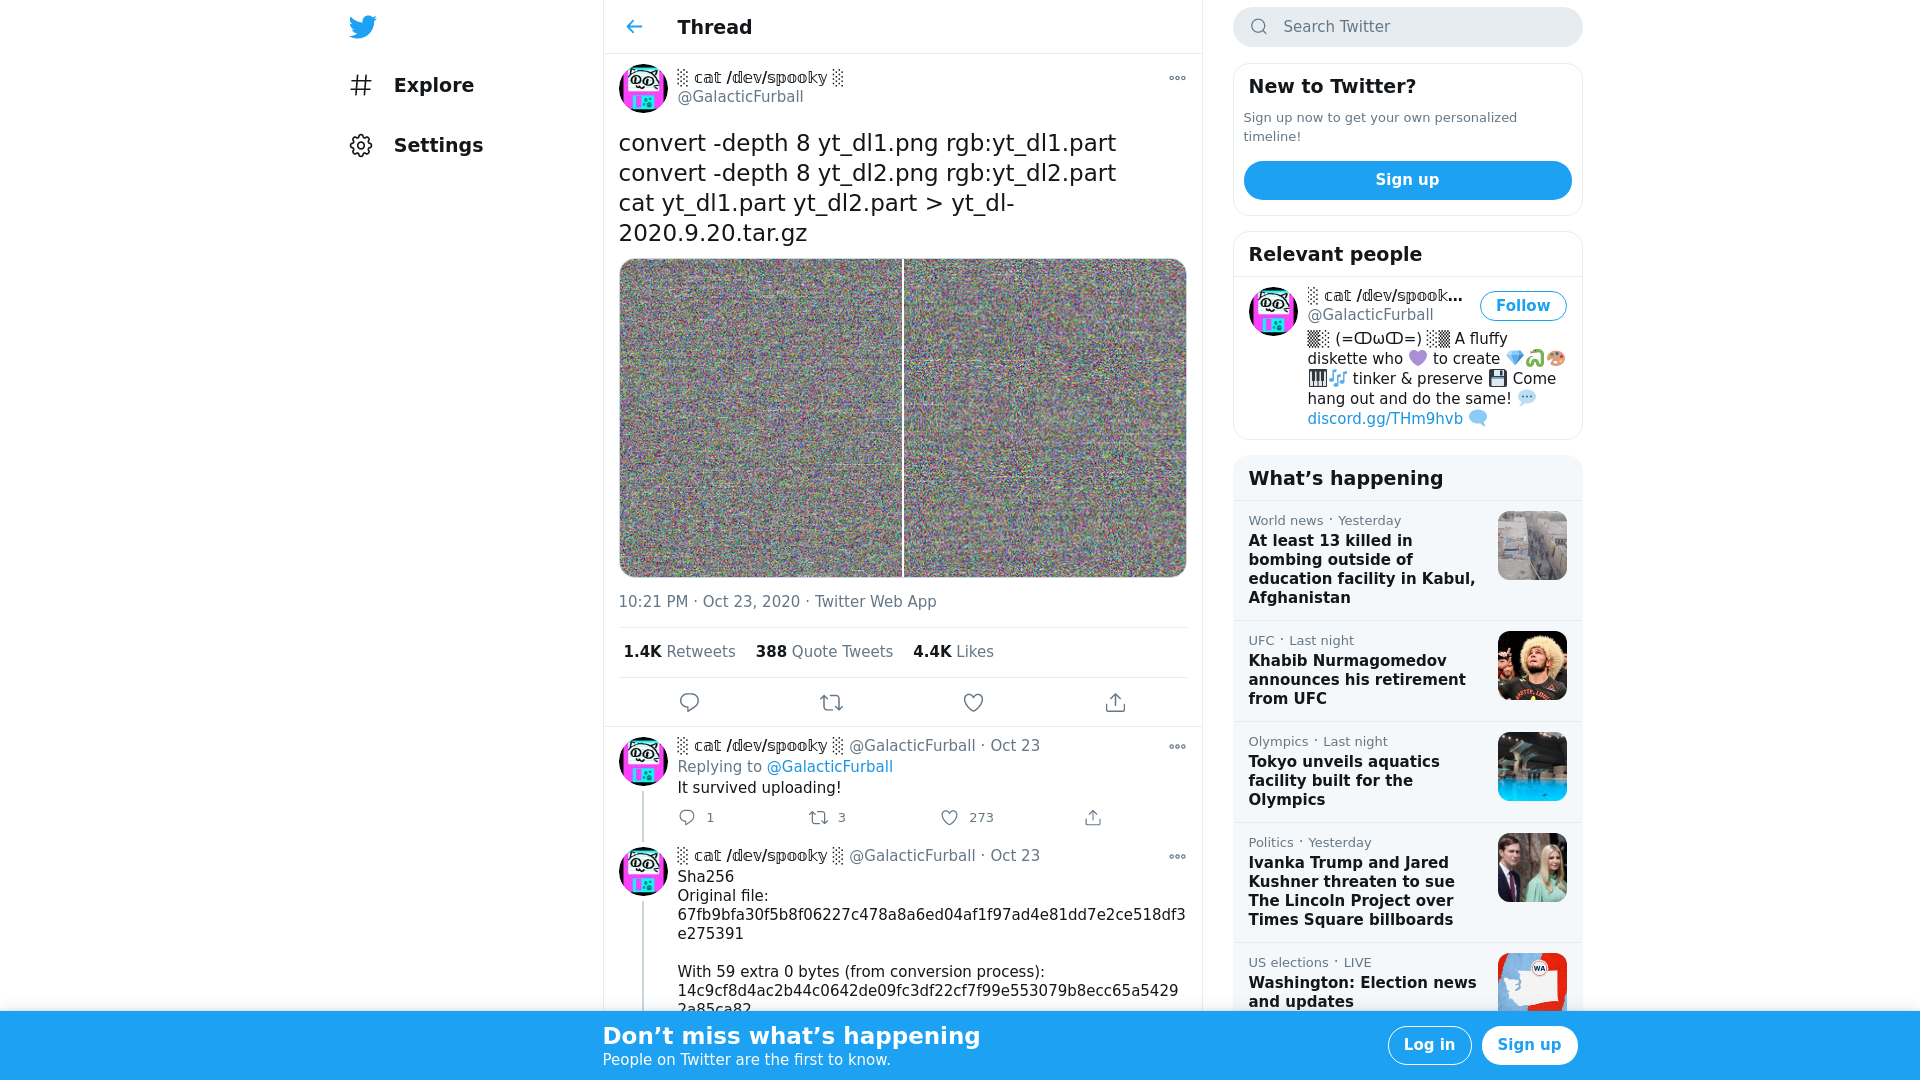 Explore
Settings
Thread
░ 𝕔𝕒𝕥 /𝕕𝕖𝕧/𝕤𝕡𝕠𝕠𝕜𝕪 ░
@GalacticFurball
convert -depth 8 yt_dl1.png rgb:yt_dl1.part
convert -depth 8 yt_dl2.png rgb:yt_dl2.part
cat yt_dl1.part yt_dl2.part > yt_dl-
2020.9.20.tar.gz
10:21 PM · Oct 23, 2020 · Twitter Web App
1.4K Retweets 388 Quote Tweets 4.4K Likes
░ 𝕔𝕒𝕥 /𝕕𝕖𝕧/𝕤𝕡𝕠𝕠𝕜𝕪 ░ @GalacticFurball · Oct 23
Replying to @GalacticFurball
It survived uploading!
1 3 273
░ 𝕔𝕒𝕥 /𝕕𝕖𝕧/𝕤𝕡𝕠𝕠𝕜𝕪 ░ @GalacticFurball · Oct 23
Sha256
Original file:
67fb9bfa30f5b8f06227c478a8a6ed04af1f97ad4e81dd7e2ce518df3
e275391
With 59 extra 0 bytes (from conversion process):
14c9cf8d4ac2b44c0642de09fc3df22cf7f99e553079b8ecc65a5429
2a85ca82
Search Twitter
New to Twitter?
Sign up now to get your own personalized
timeline!
Sign up
Relevant people
░ 𝕔𝕒𝕥 /𝕕𝕖𝕧/𝕤𝕡𝕠𝕠𝕜...
@GalacticFurball
Follow
▓░ (=ↀωↀ=) ░▓ A fluffy
diskette who 💜 to create 💎🐉🎨
🎹🎶 tinker & preserve 💾 Come
hang out and do the same! 💬
discord.gg/THm9hvb 🗨
What’s happening
World news · Yesterday
At least 13 killed in
bombing outside of
education facility in Kabul,
Afghanistan
UFC · Last night
Khabib Nurmagomedov
announces his retirement
from UFC
Olympics · Last night
Tokyo unveils aquatics
facility built for the
Olympics
Politics · Yesterday
Ivanka Trump and Jared
Kushner threaten to sue
The Lincoln Project over
Times Square billboards
US elections · LIVE
Washington: Election news
and updates
WA
Don’t miss what’s happening
People on Twitter are the first to know.
Log in
Sign up